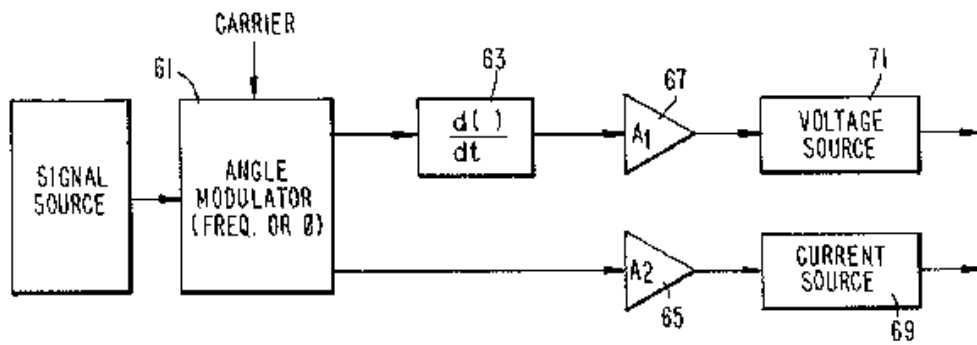 CARRIER
61
SIGNAL
SOURCE
ANGLE
MODULATOR
(FREQ. OR Ø)
63
d( )
dt
67
A1
71
VOLTAGE
SOURCE
A2
65
CURRENT
SOURCE
69